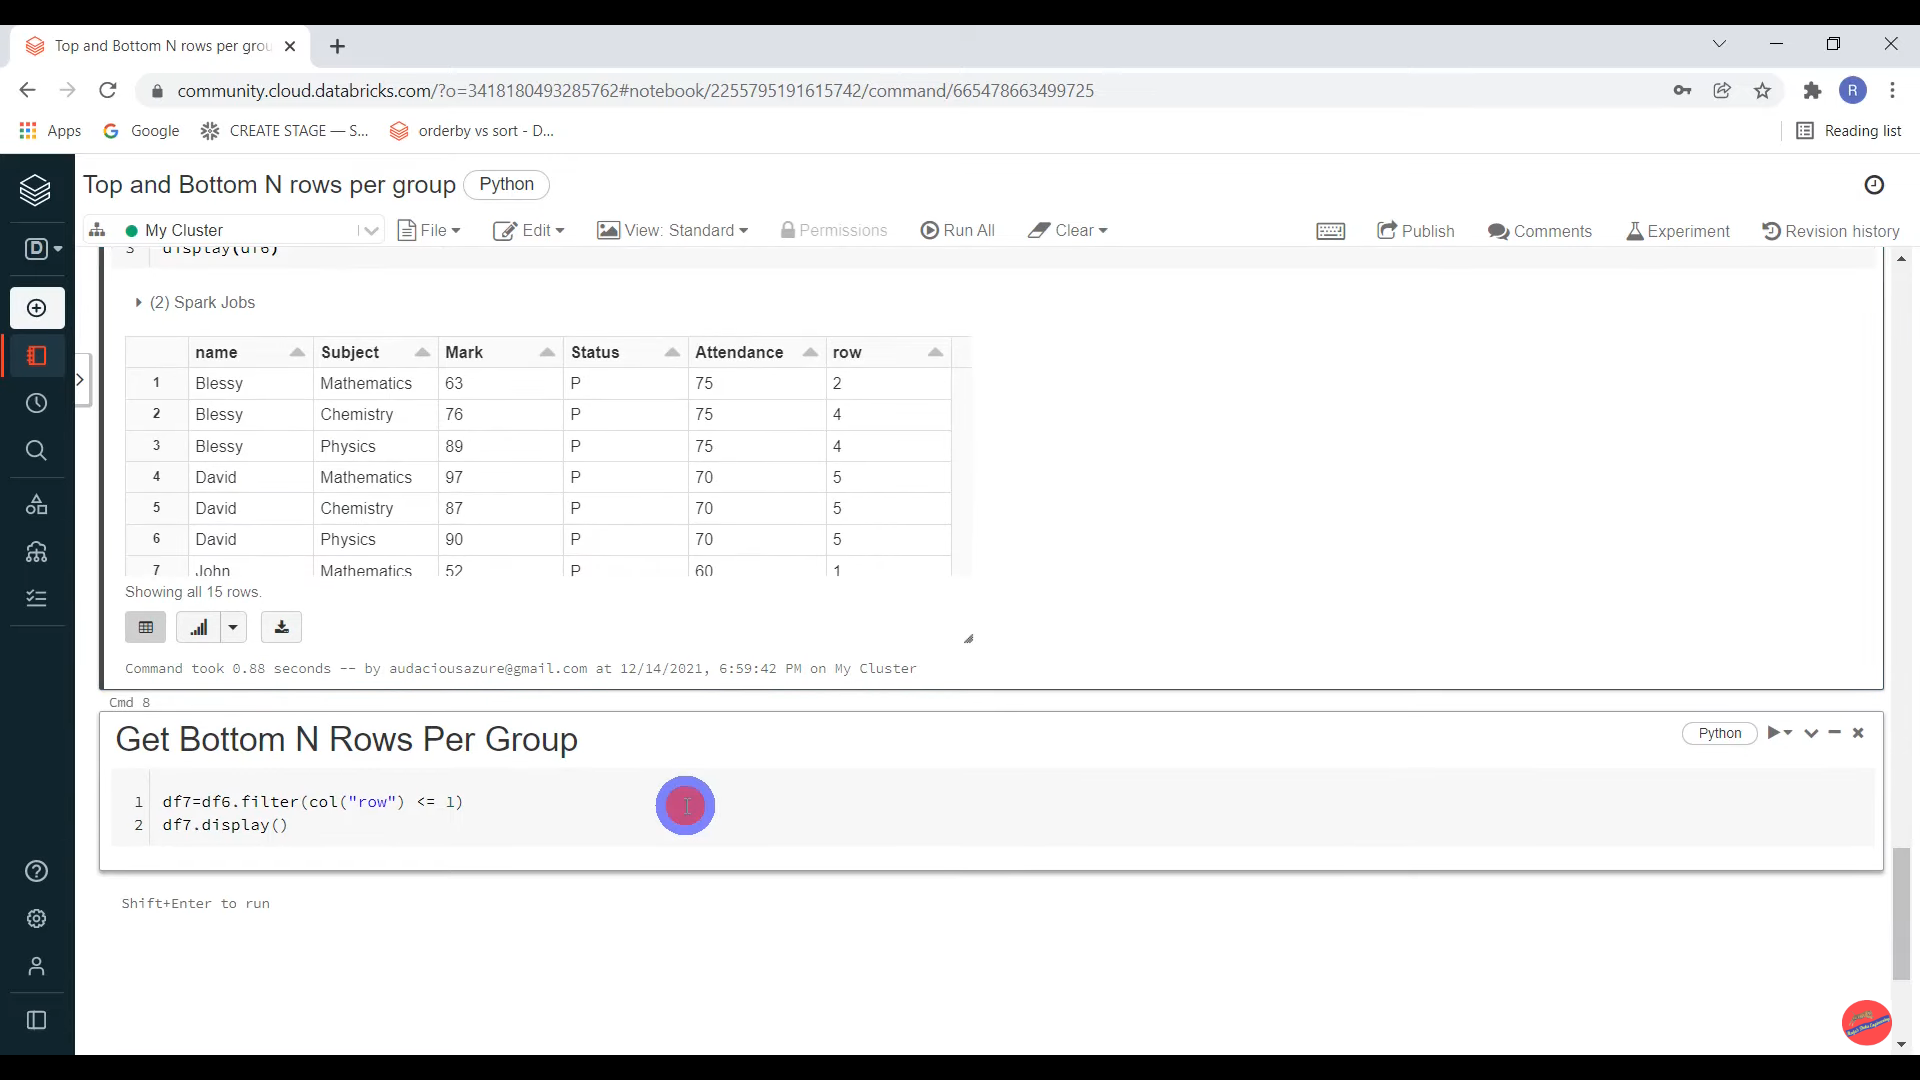 Top and Bottom N rows per grou
community.cloud.databricks.com/?o=3418180493285762#notebook/2255795191615742/command/665478663499725
R
Apps
Google
CREATE STAGE — S...
orderby vs sort - D...
Reading list
Top and Bottom N rows per group
Python
My Cluster
File
Edit
View: Standard
Permissions
Run All
Clear
Publish
Comments
Experiment
Revision history
D
3 display(df6)
(2) Spark Jobs
name Subject Mark Status Attendance row
1 Blessy Mathematics 63 P 75 2
2 Blessy Chemistry 76 P 75 4
3 Blessy Physics 89 P 75 4
4 David Mathematics 97 P 70 5
5 David Chemistry 87 P 70 5
6 David Physics 90 P 70 5
7 John Mathematics 52 P 60 1
Showing all 15 rows.
Command took 0.88 seconds -- by audaciousazure@gmail.com at 12/14/2021, 6:59:42 PM on My Cluster
Cmd 8
Get Bottom N Rows Per Group
Python
1 df7=df6.filter(col("row") <= 1)
2 df7.display()
Shift+Enter to run